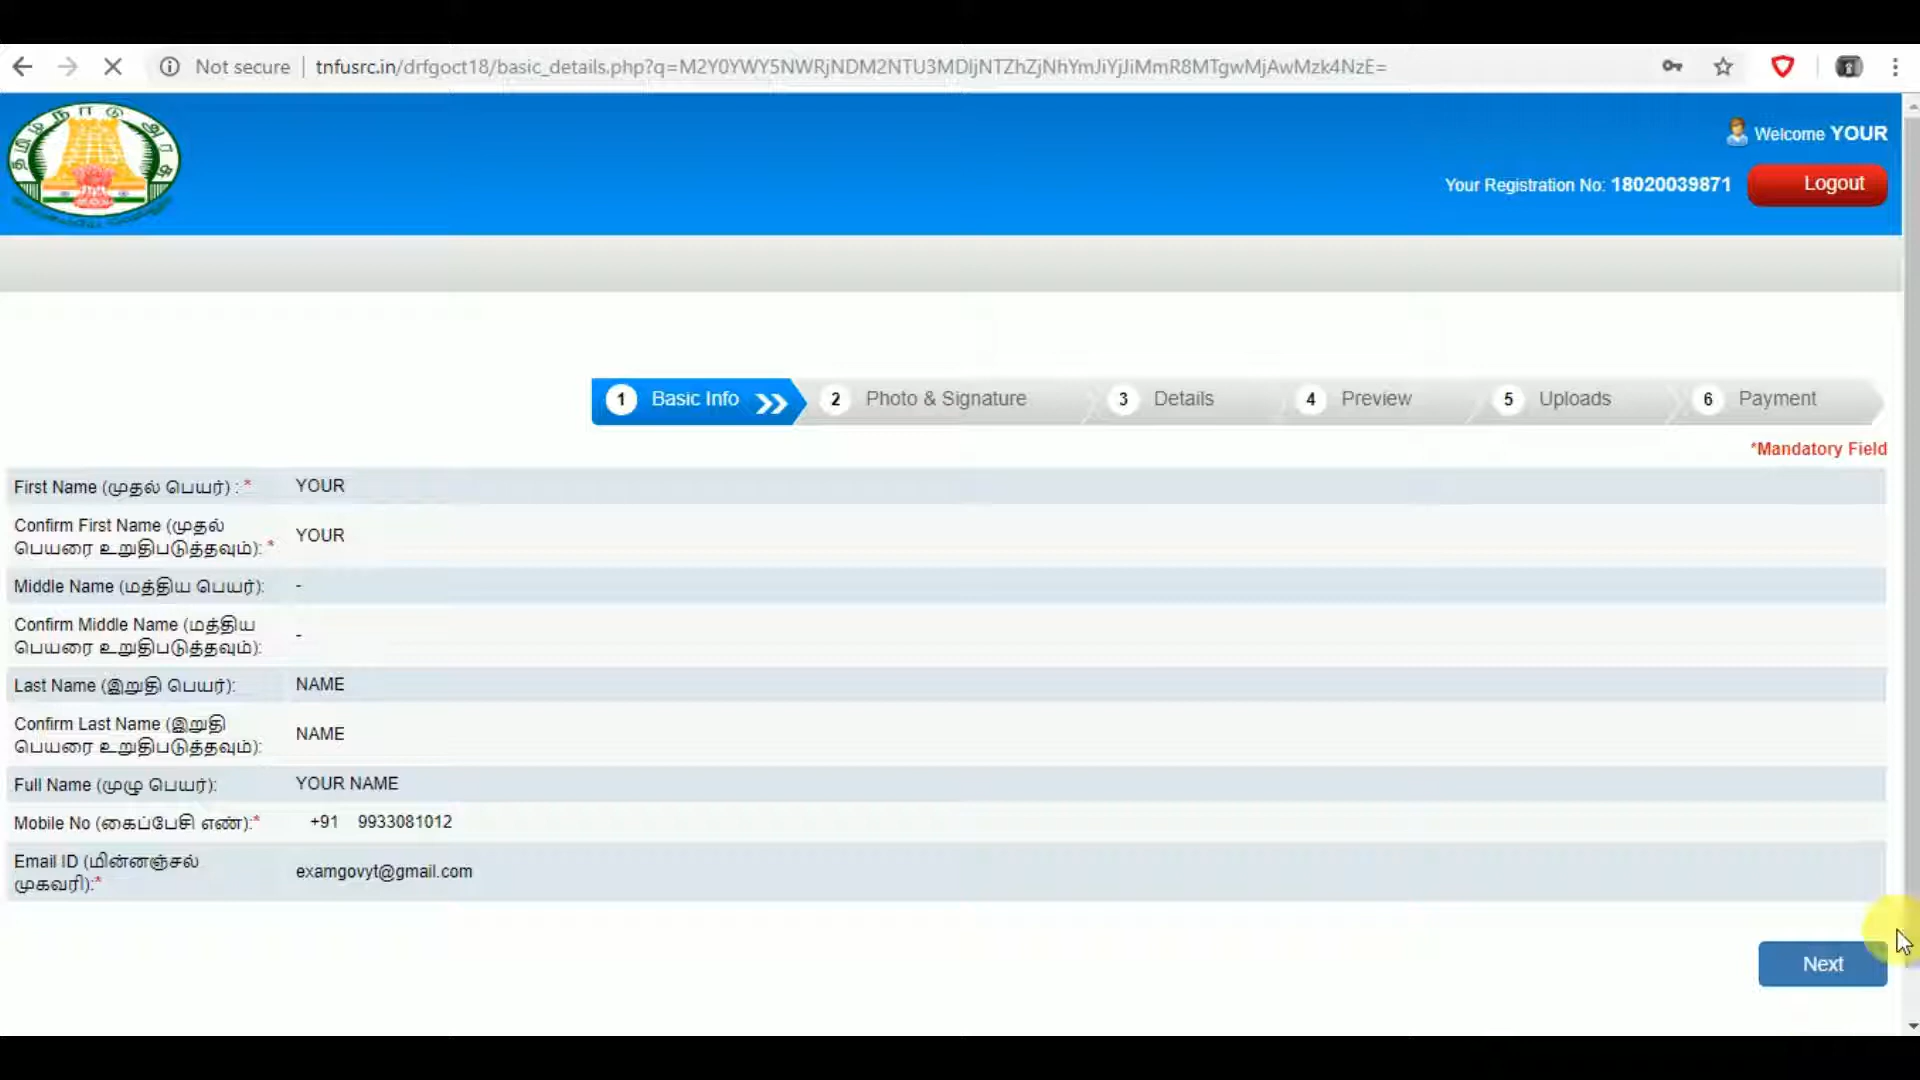 Not secure | tnfusrc.in/drfgoct18/basic_details.php?q=M2Y0YWY5NWRjNDM2NTU3MDljNTZhZjNhYmJiYjJiMmR8MTgwMjAwMzk4NzE=
தமிழ்நாடு அரசு
Welcome YOUR
Your Registration No: 18020039871
Logout
1 Basic Info
2 Photo & Signature
3 Details
4 Preview
5 Uploads
6 Payment
*Mandatory Field
First Name (முதல் பெயர்) : * YOUR
Confirm First Name (முதல்
பெயரை உறுதிபடுத்தவும்): * YOUR
Middle Name (மத்திய பெயர்): -
Confirm Middle Name (மத்திய
பெயரை உறுதிபடுத்தவும்): -
Last Name (இறுதி பெயர்): NAME
Confirm Last Name (இறுதி
பெயரை உறுதிபடுத்தவும்): NAME
Full Name (முழு பெயர்): YOUR NAME
Mobile No (கைப்பேசி எண்):* +91 9933081012
Email ID (மின்னஞ்சல்
முகவரி):* examgovyt@gmail.com
Next